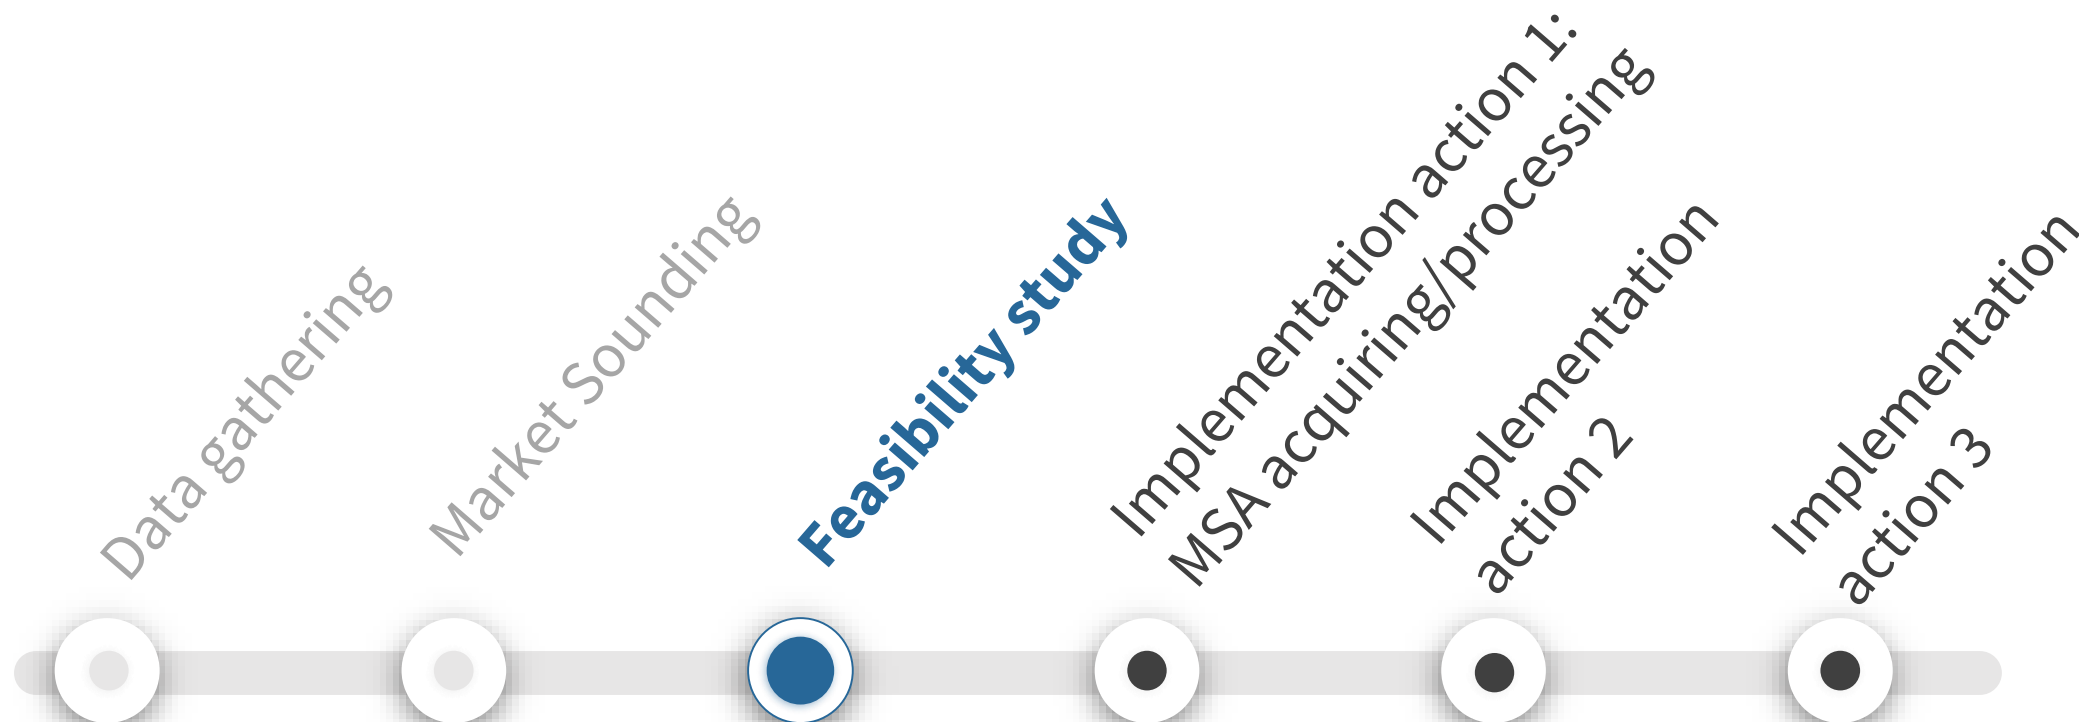 Data gathering
Market Sounding
Feasibility study
Implementation action 1:
MSA acquiring/processing
Implementation
action 2
Implementation
action 3